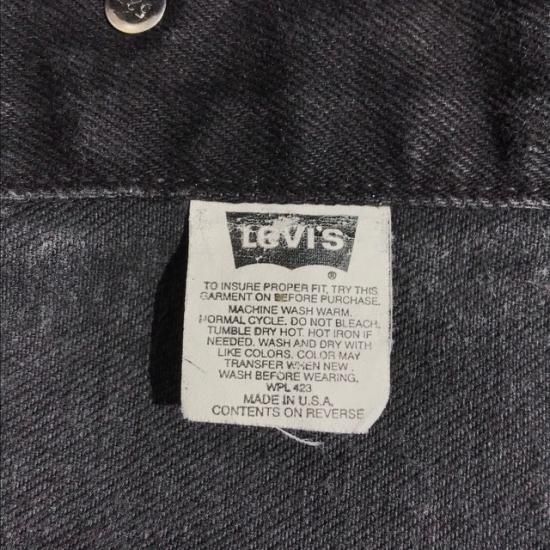 LEVI'S
®
TO INSURE PROPER FIT, TRY THIS
GARMENT ON BEFORE PURCHASE.
MACHINE WASH WARM.
NORMAL CYCLE. DO NOT BLEACH.
TUMBLE DRY HOT. HOT IRON IF
NEEDED. WASH AND DRY WITH
LIKE COLORS. COLOR MAY
TRANSFER WHEN NEW.
WASH BEFORE WEARING.
WPL 423
MADE IN U.S.A.
CONTENTS ON REVERSE